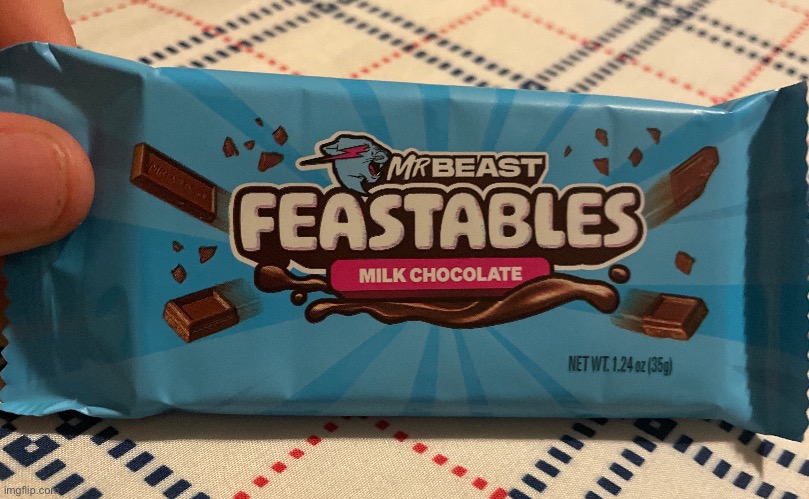 MRBEAST
FEASTABLES
MILK CHOCOLATE
NET WT. 1.24 oz (35g)
imgflip.com